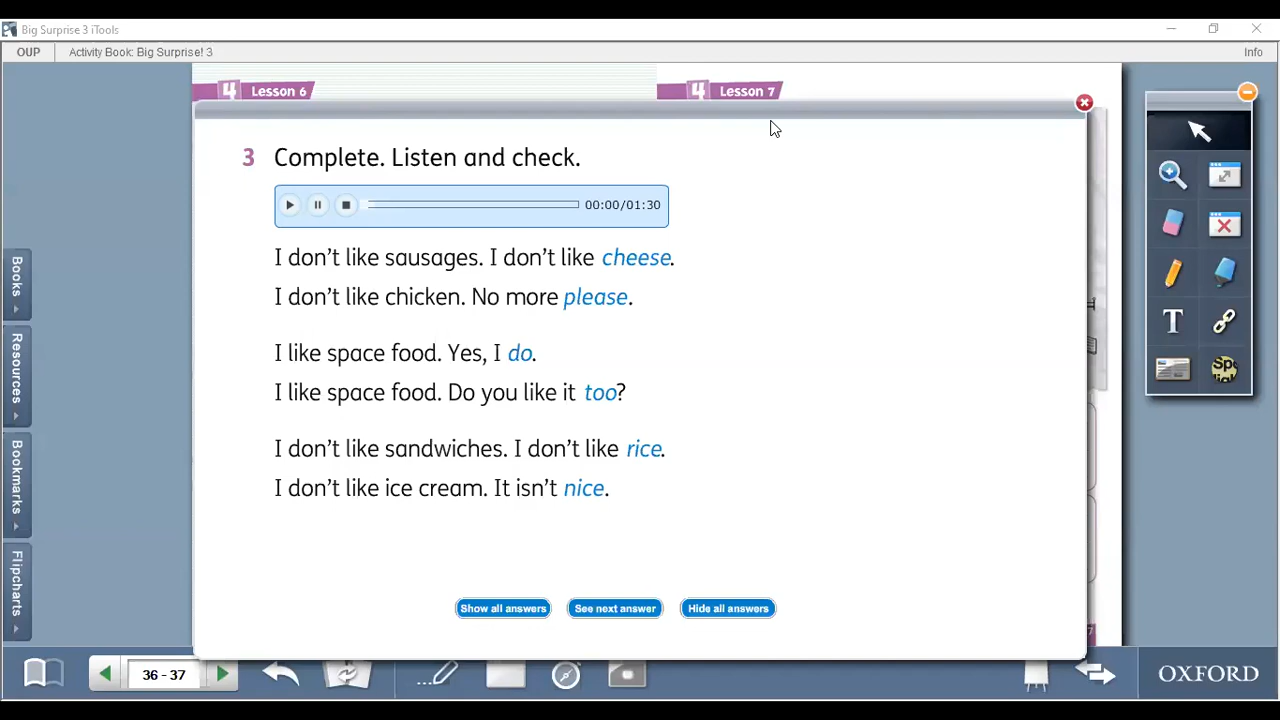 Big Surprise 3 iTools
OUP
Activity Book: Big Surprise! 3
Info
4 Lesson 6
4 Lesson 7
3 Complete. Listen and check.
00:00/01:30
I don't like sausages. I don't like cheese.
I don't like chicken. No more please.
I like space food. Yes, I do.
I like space food. Do you like it too?
I don't like sandwiches. I don't like rice.
I don't like ice cream. It isn't nice.
Show all answers
See next answer
Hide all answers
Books
Resources
Bookmarks
Flipcharts
T
36 - 37
OXFORD